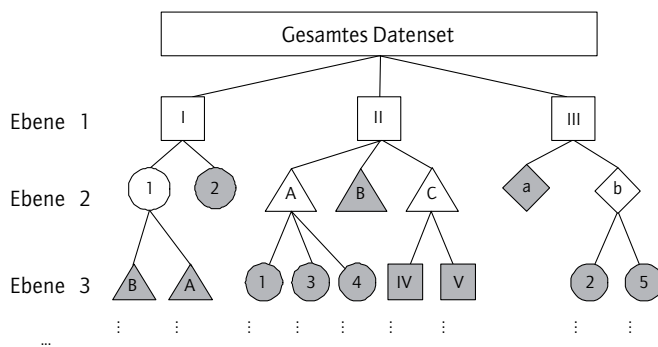 Gesamtes Datenset
Ebene 1 I II III
Ebene 2 1 2 A B C a b
Ebene 3 B A 1 3 4 IV V 2 5
...